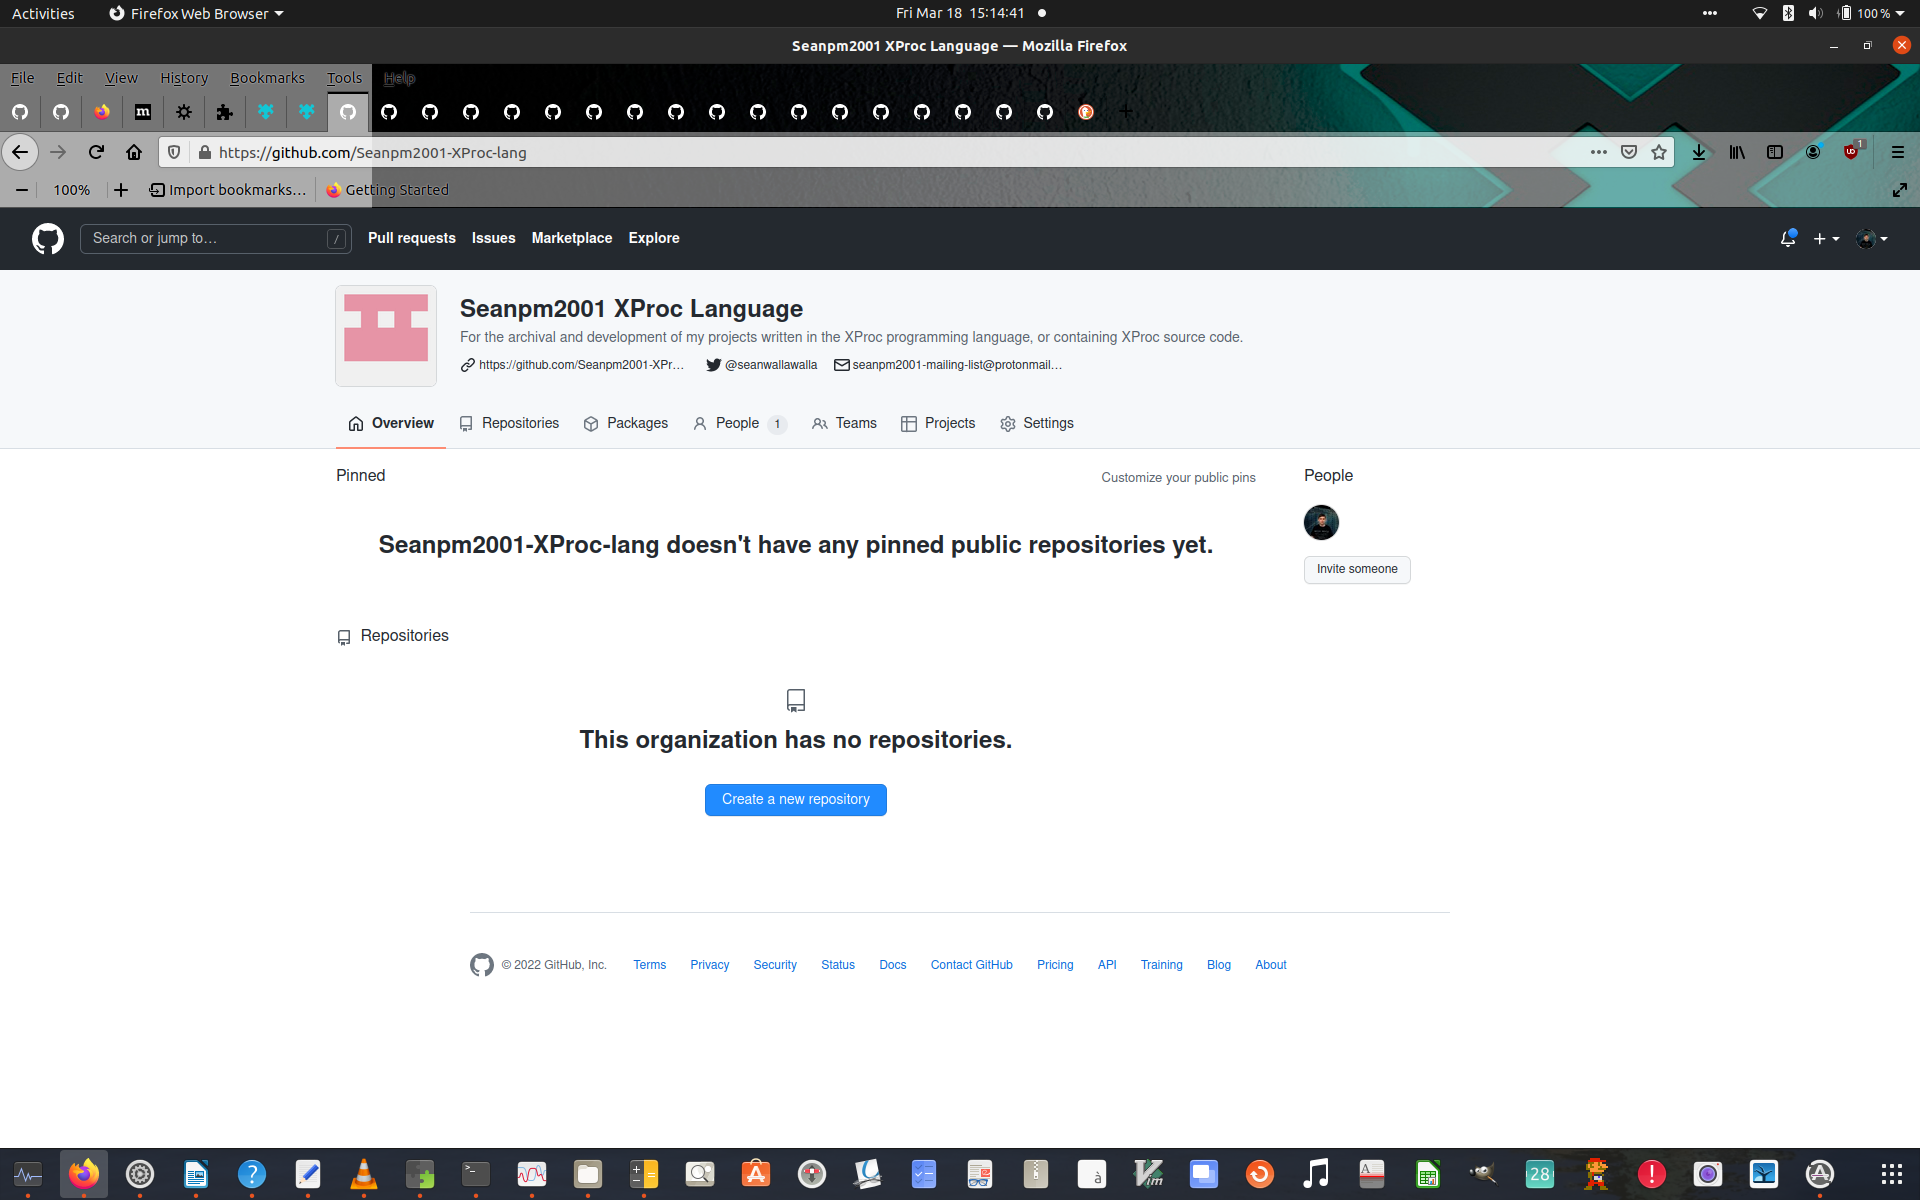 Activities Firefox Web Browser Fri Mar 18 15:14:41 100 %
Seanpm2001 XProc Language — Mozilla Firefox
File Edit View History Bookmarks Tools Help
https://github.com/Seanpm2001-XProc-lang 1
100% Import bookmarks… Getting Started
Search or jump to… / Pull requests Issues Marketplace Explore
Seanpm2001 XProc Language
For the archival and development of my projects written in the XProc programming language, or containing XProc source code.
https://github.com/Seanpm2001-XPr… @seanwallawalla seanpm2001-mailing-list@protonmail…
Overview Repositories Packages People 1 Teams Projects Settings
Pinned Customize your public pins People
Seanpm2001-XProc-lang doesn't have any pinned public repositories yet.
Invite someone
Repositories
This organization has no repositories.
Create a new repository
© 2022 GitHub, Inc. Terms Privacy Security Status Docs Contact GitHub Pricing API Training Blog About
28